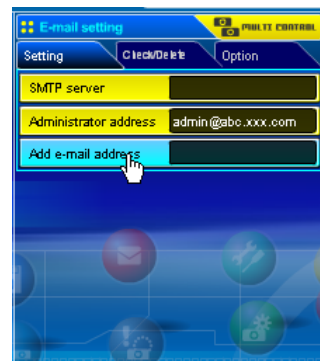 E-mail setting
MULTI CONTROL
Setting
Check/Delete
Option
SMTP server
Administrator address
admin@abc.xxx.com
Add e-mail address